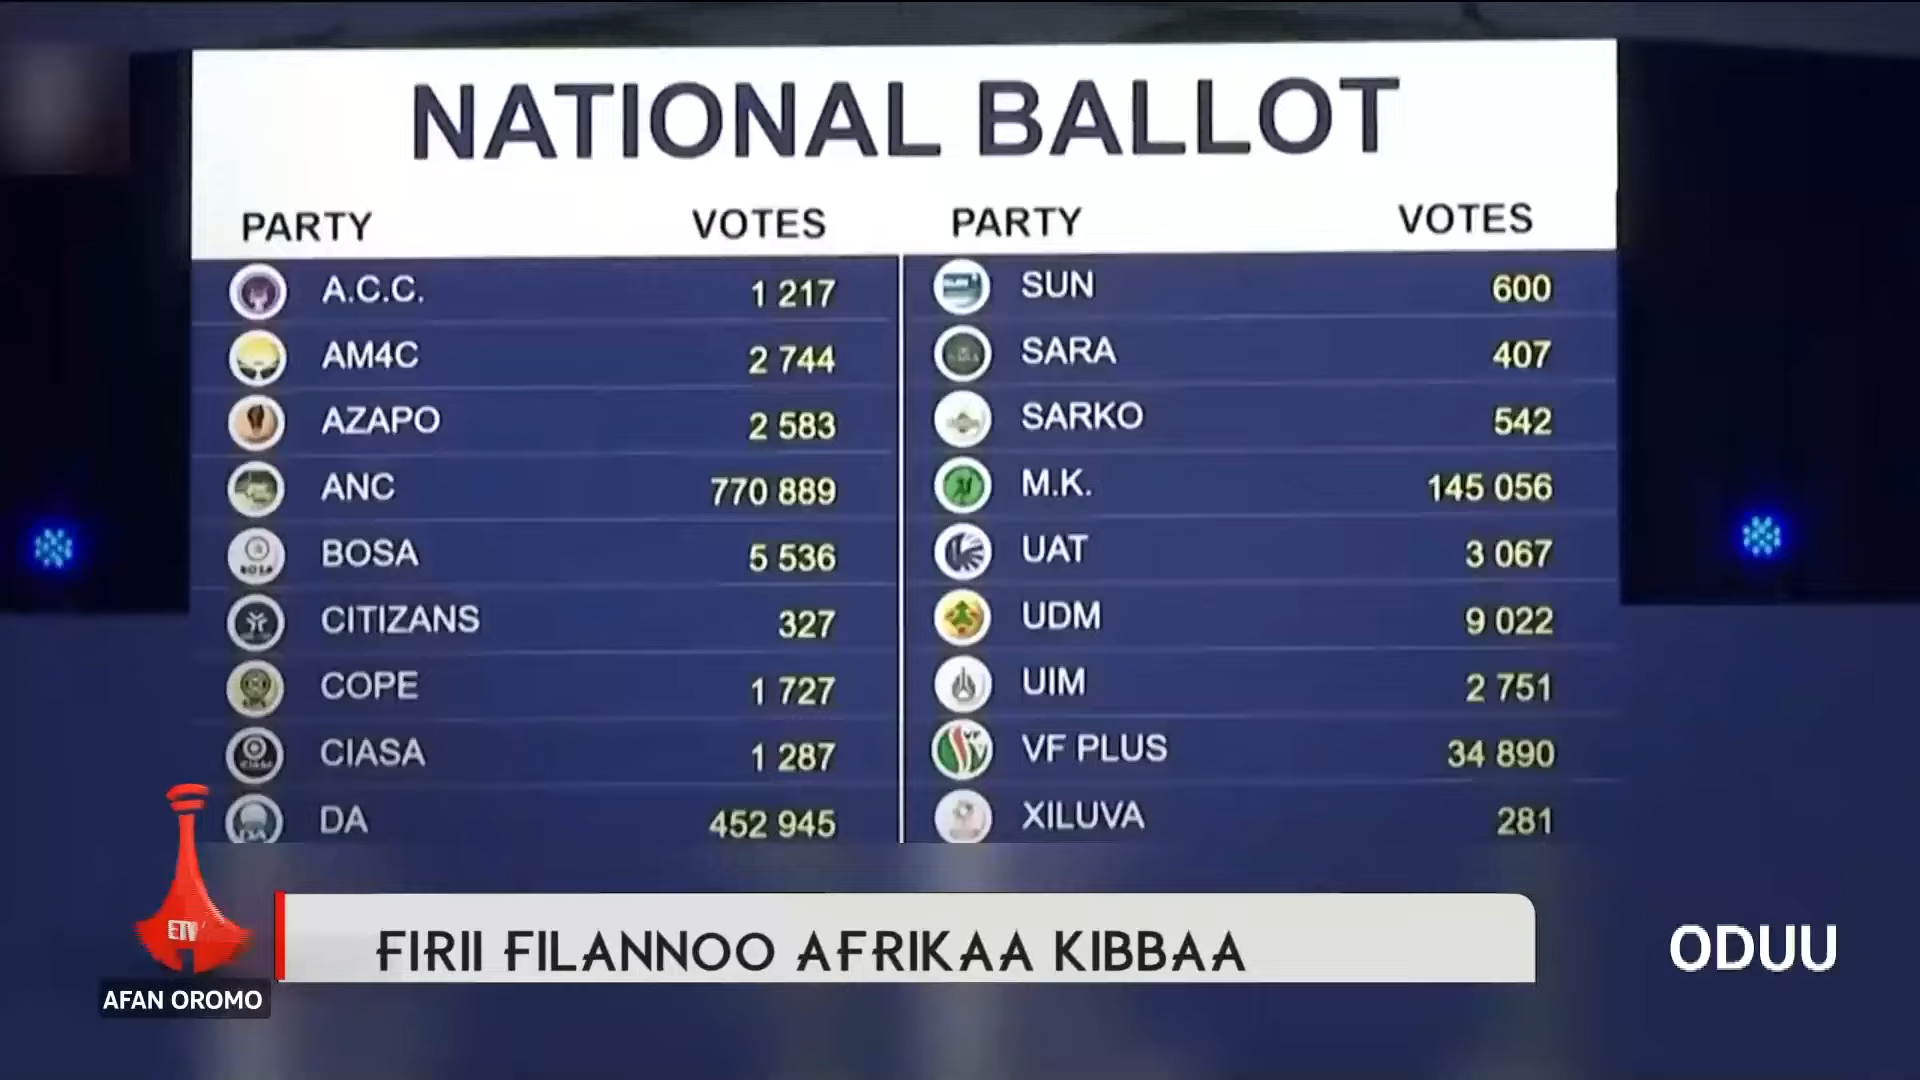 NATIONAL BALLOT
PARTY VOTES PARTY VOTES
A.C.C. 1 217 SUN 600
AM4C 2 744 SARA 407
AZAPO 2 583 SARKO 542
ANC 770 889 M.K. 145 056
BOSA 5 536 UAT 3 067
CITIZANS 327 UDM 9 022
COPE 1 727 UIM 2 751
CIASA 1 287 VF PLUS 34 890
DA 452 945 XILUVA 281
FIRII FILANNOO AFRIKAA KIBBAA
ODUU
AFAN OROMO